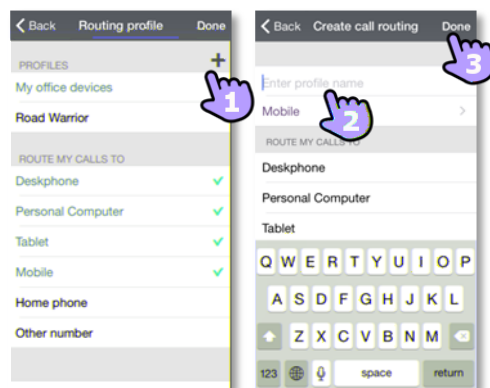 Back Routing profile Done
PROFILES +
My office devices
Road Warrior
ROUTE MY CALLS TO
Deskphone
Personal Computer
Tablet
Mobile
Home phone
Other number
1
Back Create call routing Done
3
Enter profile name
Mobile
2
ROUTE MY CALLS TO
Deskphone
Personal Computer
Tablet
Q W E R T Y U I O P
A S D F G H J K L
Z X C V B N M
123 space return